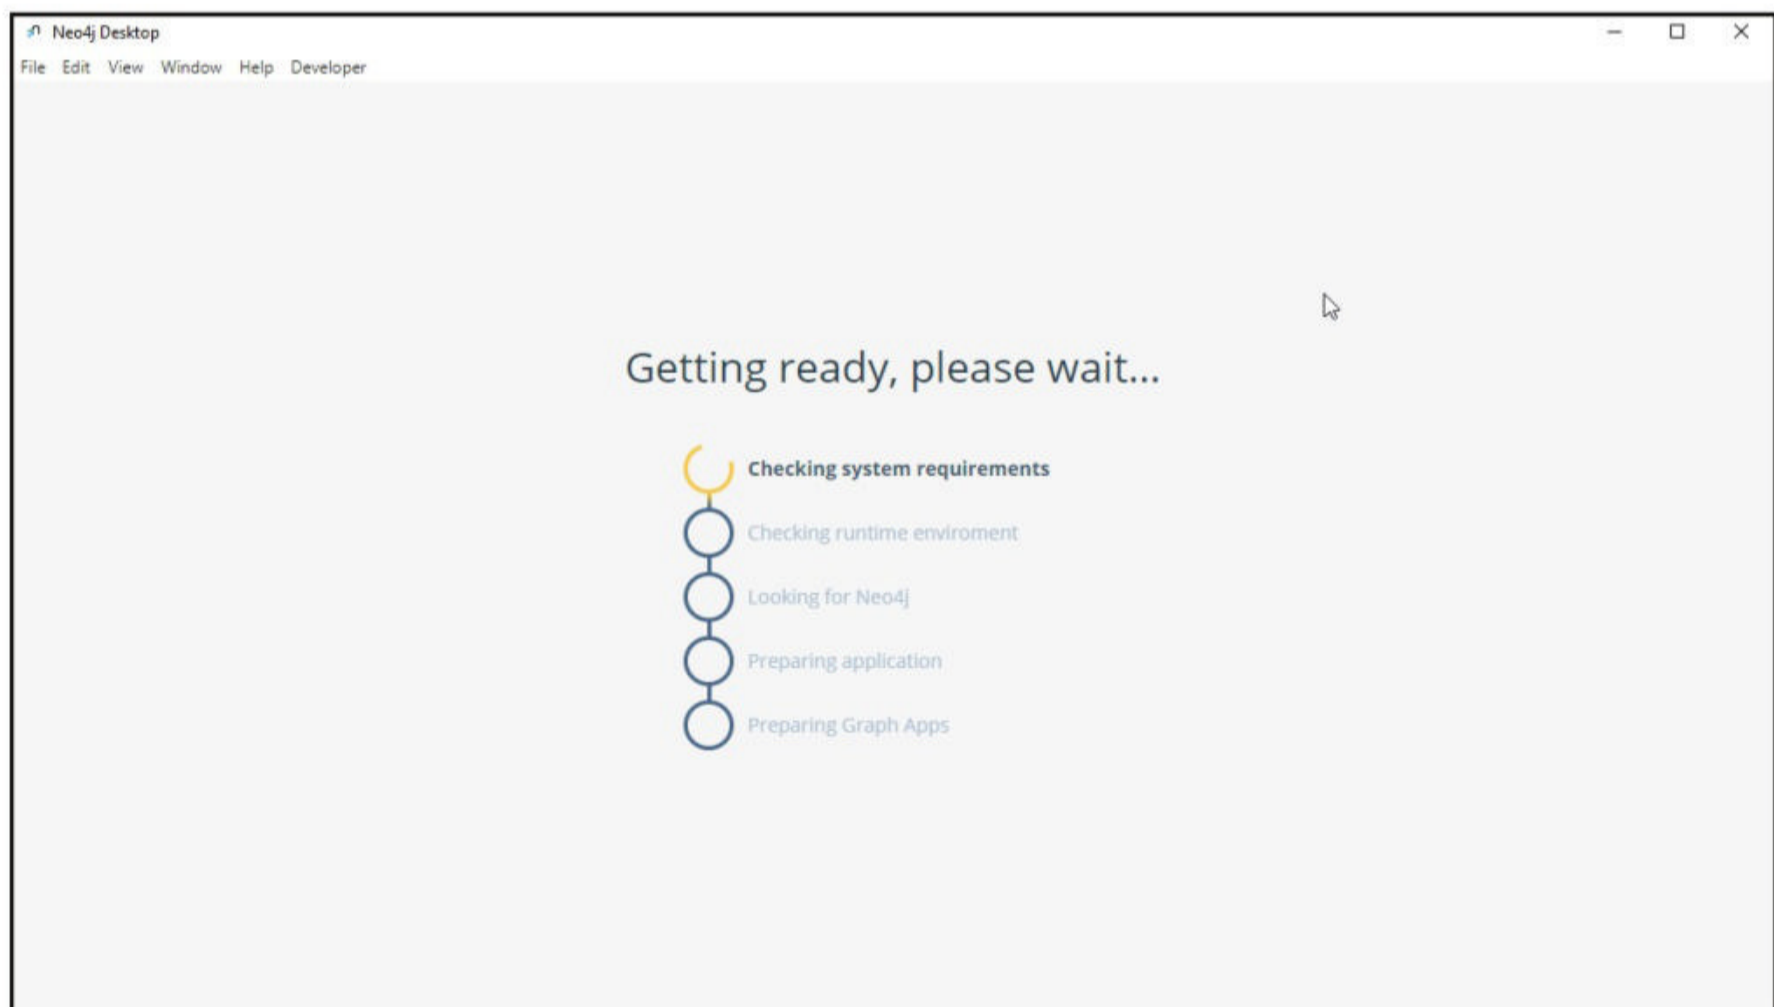 Neo4j Desktop
File Edit View Window Help Developer
Getting ready, please wait...
Checking system requirements
Checking runtime enviroment
Looking for Neo4j
Preparing application
Preparing Graph Apps